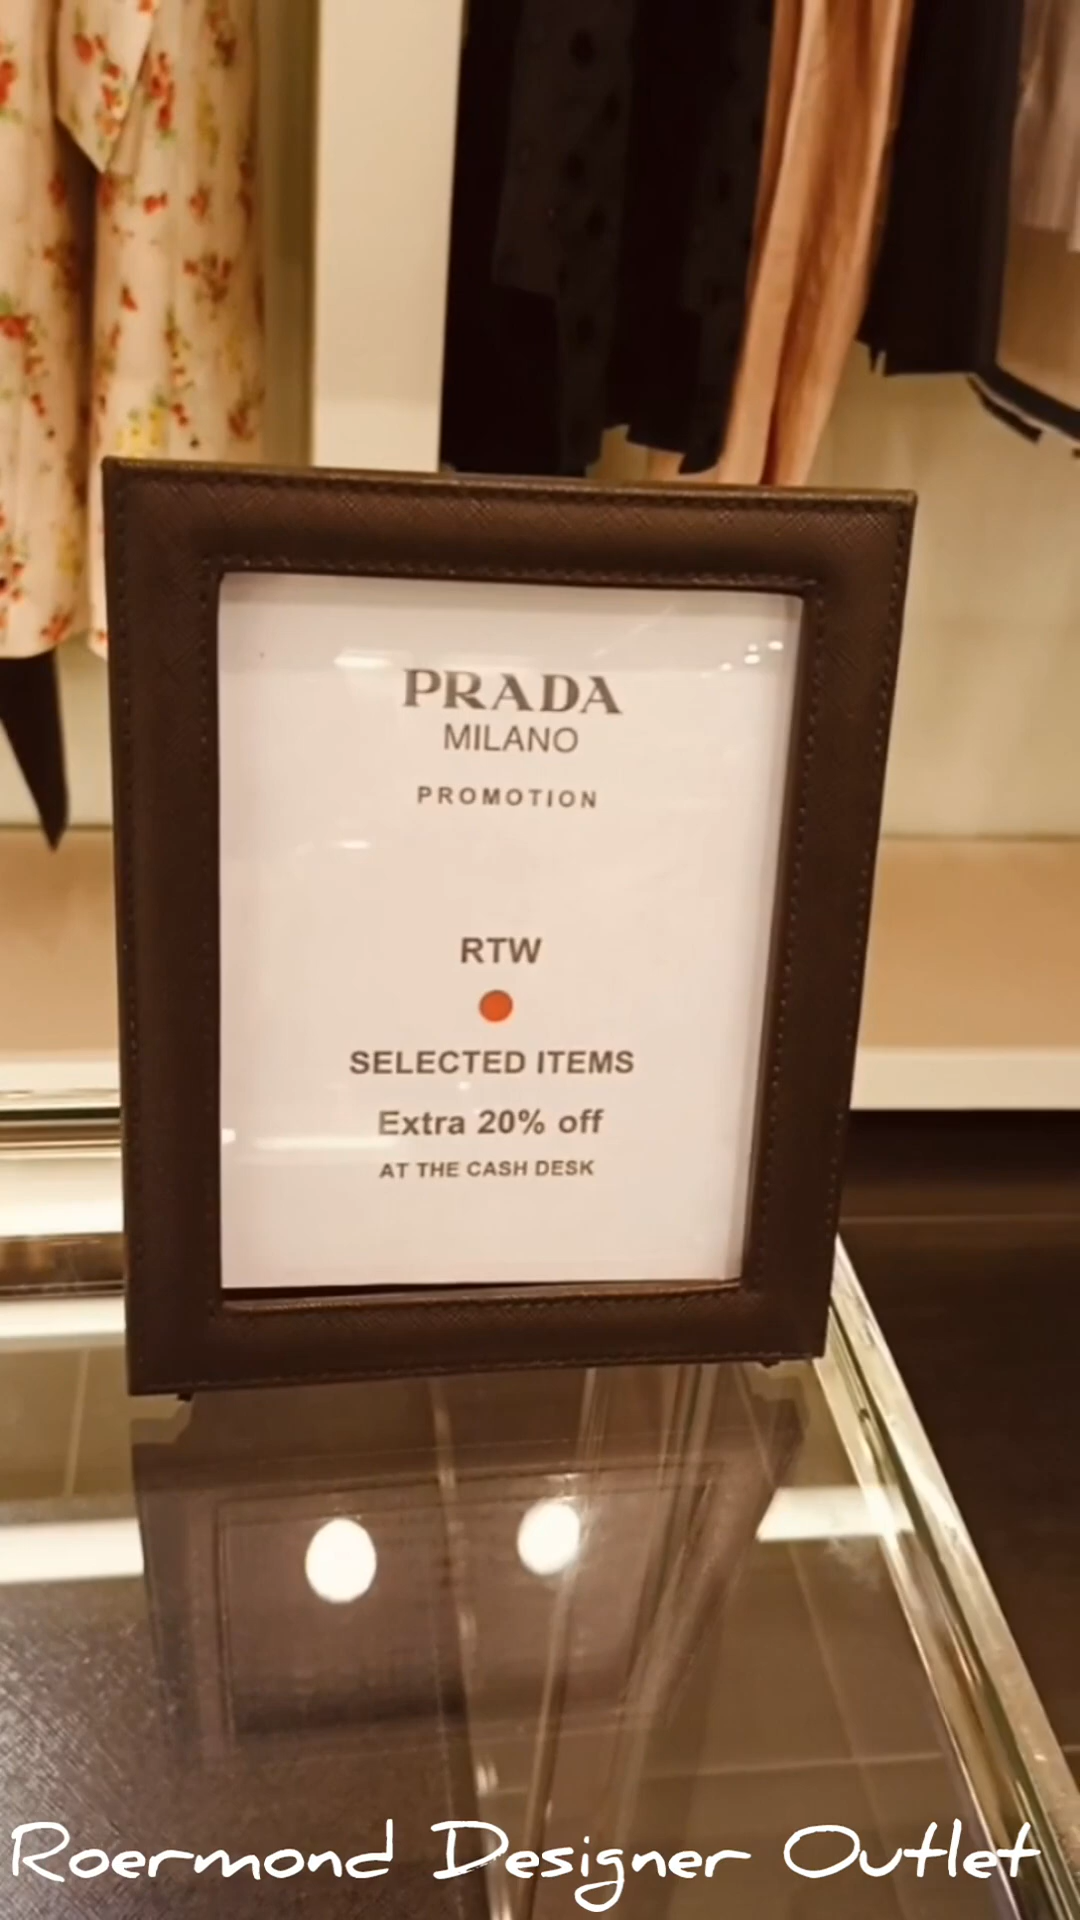 PRADA
MILANO
PROMOTION
RTW
SELECTED ITEMS
Extra 20% off
AT THE CASH DESK
Roermond Designer Outlet